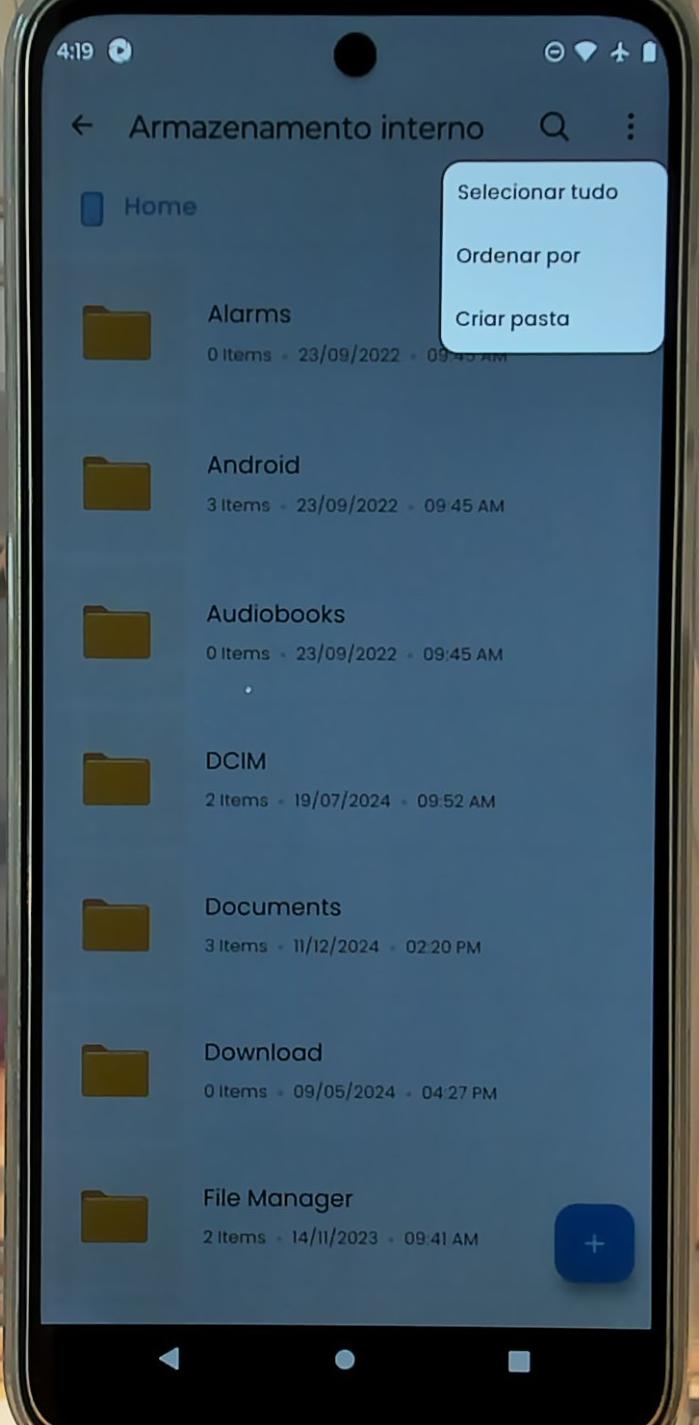 4:19
Armazenamento interno
Home
Selecionar tudo
Ordenar por
Criar pasta
Alarms
0 Items • 23/09/2022 • 09:45 AM
Android
3 Items • 23/09/2022 • 09:45 AM
Audiobooks
0 Items • 23/09/2022 • 09:45 AM
DCIM
2 Items • 19/07/2024 • 09:52 AM
Documents
3 Items • 11/12/2024 • 02:20 PM
Download
0 Items • 09/05/2024 • 04:27 PM
File Manager
2 Items • 14/11/2023 • 09:41 AM